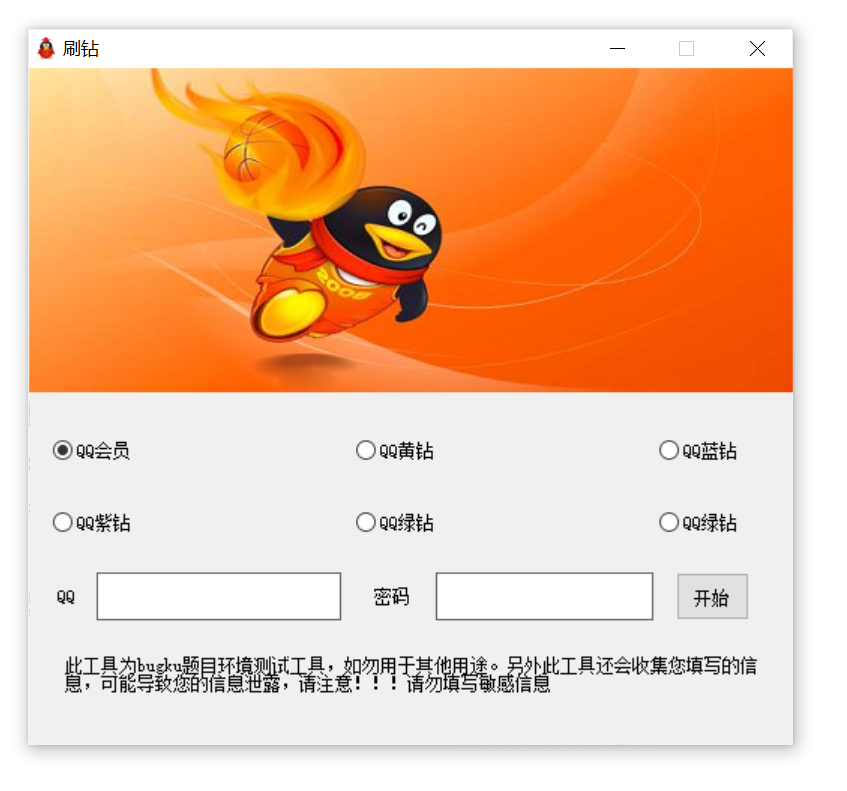 刷钻
2008
QQ会员 QQ黄钻 QQ蓝钻
QQ紫钻 QQ绿钻 QQ绿钻
QQ 密码 开始
此工具为bugku题目环境测试工具，如勿用于其他用途。另外此工具还会收集您填写的信
息，可能导致您的信息泄露，请注意！！！请勿填写敏感信息